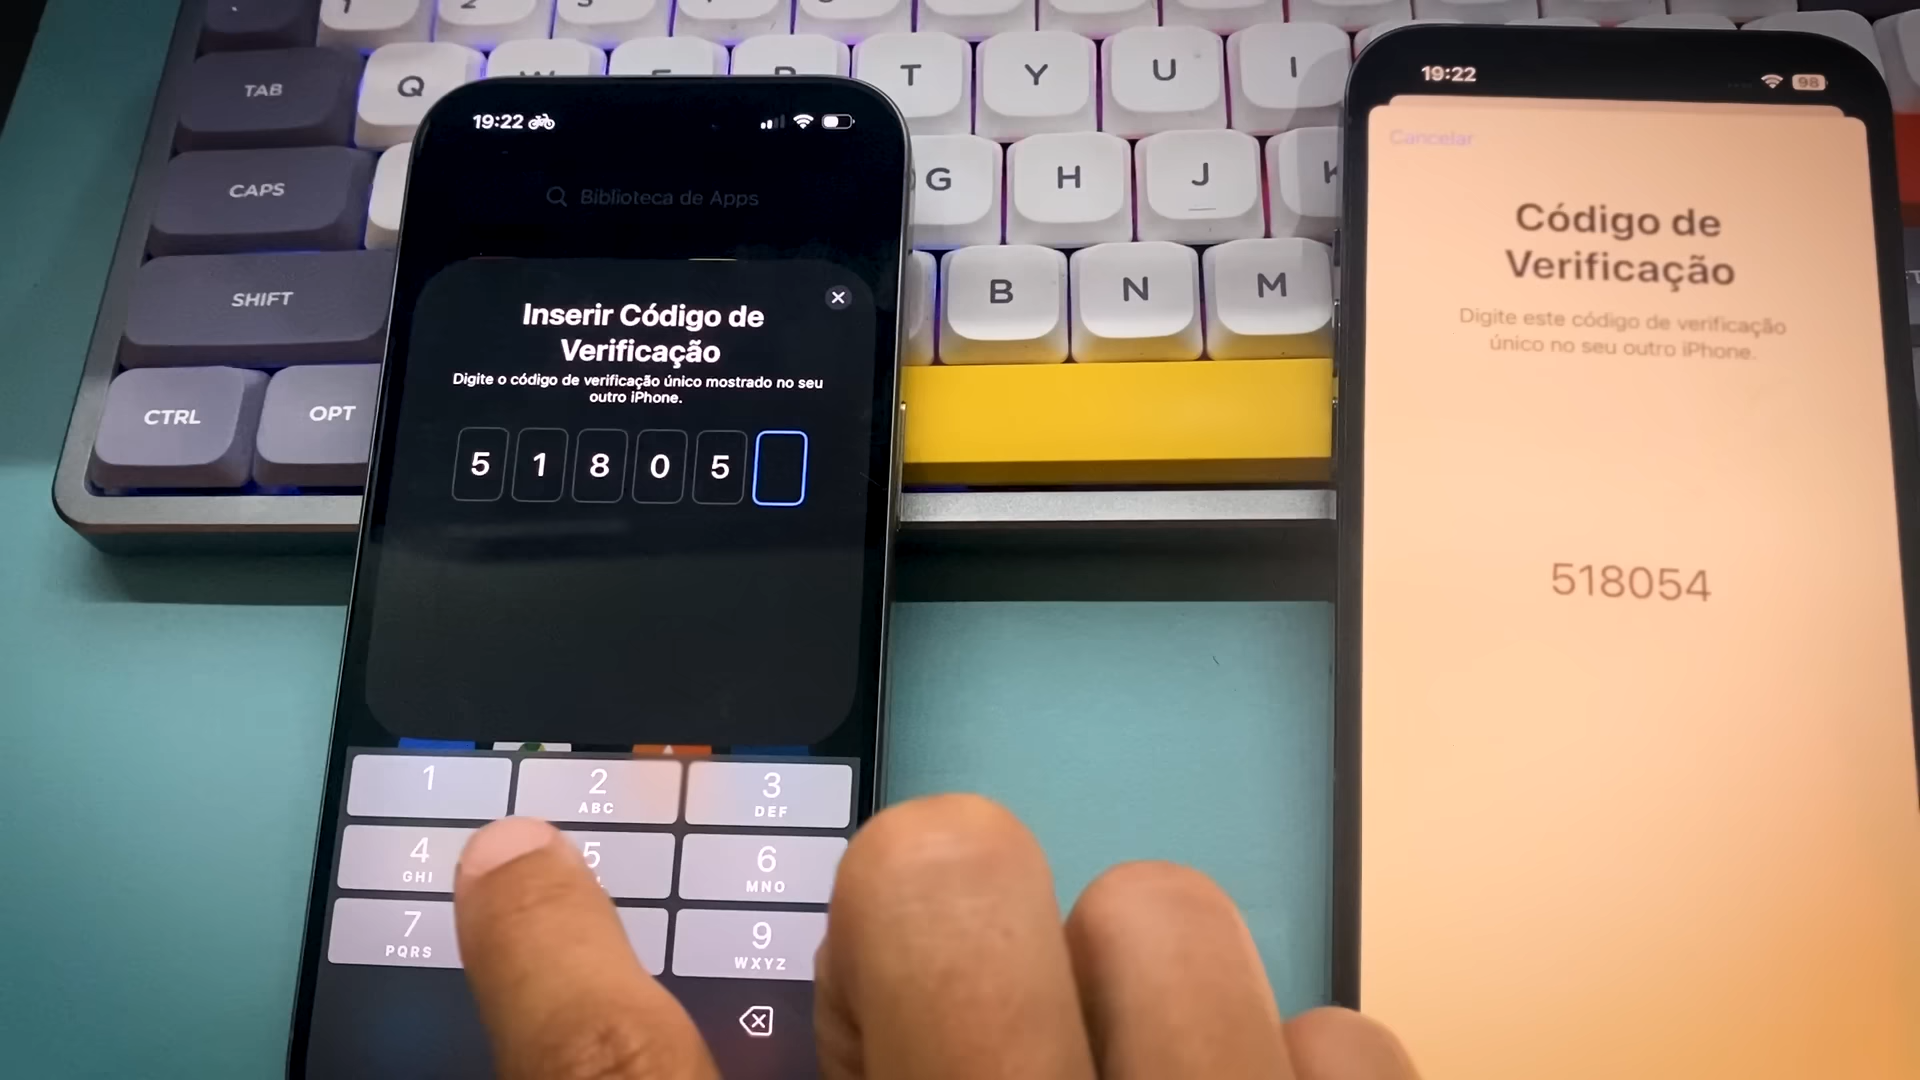 TAB
Q
T
Y
U
I
CAPS
G
H
J
K
SHIFT
B
N
M
CTRL
OPT
19:22
Biblioteca de Apps
Inserir Código de
Verificação
Digite o código de verificação único mostrado no seu
outro iPhone.
5 1 8 0 5
1
2
ABC
3
DEF
4
GHI
5
6
MNO
7
PQRS
9
WXYZ
19:22
98
Cancelar
Código de
Verificação
Digite este código de verificação
único no seu outro iPhone.
518054